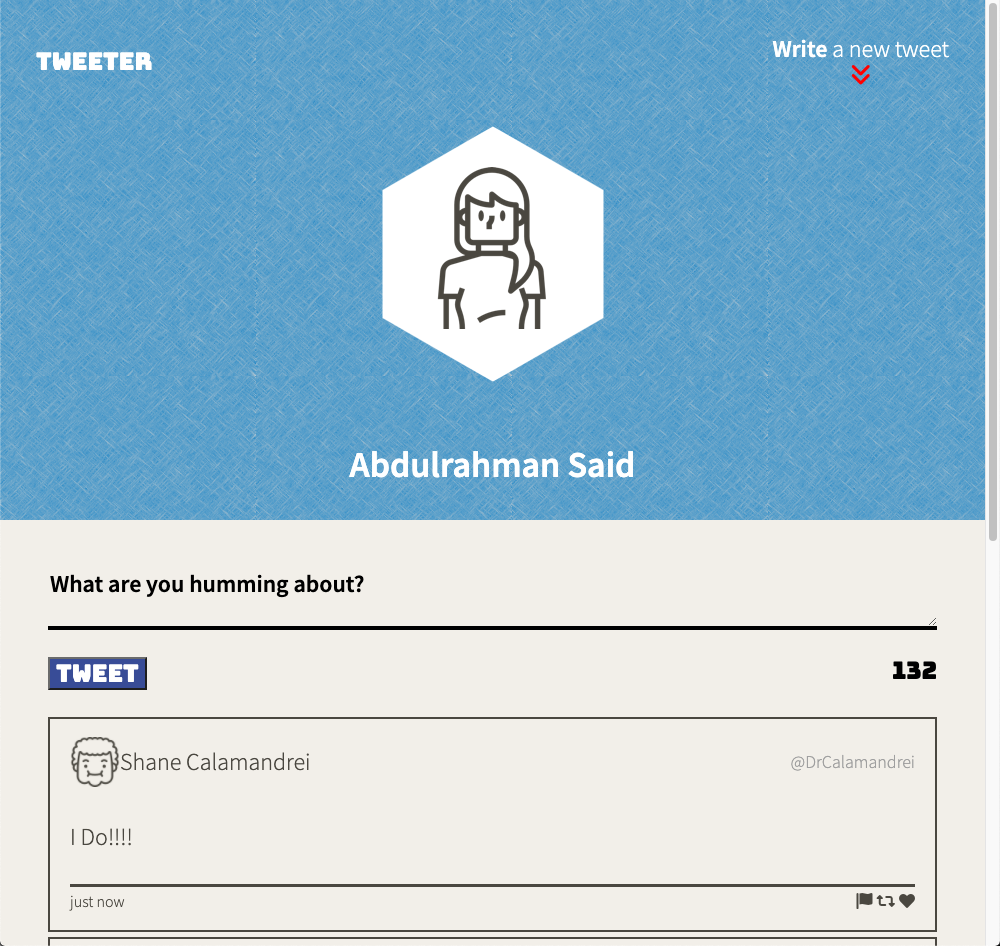 TWEETER
Write a new tweet
Abdulrahman Said
What are you humming about?
TWEET
132
Shane Calamandrei
@DrCalamandrei
I Do!!!!
just now